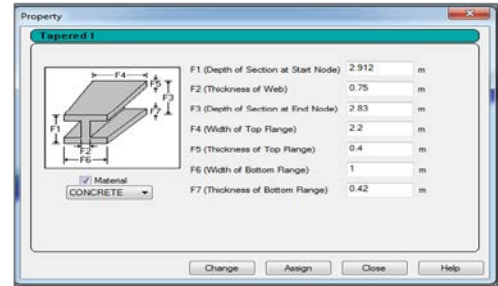 Property
Tapered I
F4
F5
F3
F1
F2
F6
Material
CONCRETE
F1 (Depth of Section at Start Node) 2.912 m
F2 (Thickness of Web) 0.75 m
F3 (Depth of Section at End Node) 2.83 m
F4 (Width of Top Flange) 2.2 m
F5 (Thickness of Top Flange) 0.4 m
F6 (Width of Bottom Flange) 1 m
F7 (Thickness of Bottom Flange) 0.42 m
Change Assign Close Help